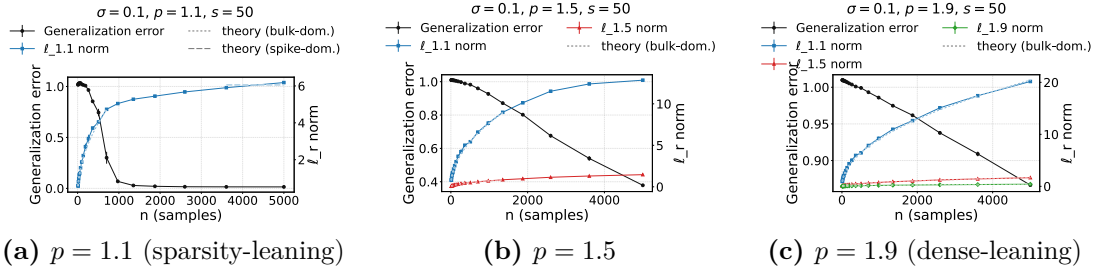 σ = 0.1, p = 1.1, s = 50
Generalization error
ℓ_1.1 norm
theory (bulk-dom.)
theory (spike-dom.)
Generalization error
1.0
0.5
0.0
6
4
2
ℓ_r norm
0 1000 2000 3000 4000 5000
n (samples)
(a) p = 1.1 (sparsity-leaning)
σ = 0.1, p = 1.5, s = 50
Generalization error
ℓ_1.1 norm
ℓ_1.5 norm
theory (bulk-dom.)
Generalization error
1.0
0.8
0.6
0.4
10
5
0
ℓ_r norm
0 2000 4000
n (samples)
(b) p = 1.5
σ = 0.1, p = 1.9, s = 50
Generalization error
ℓ_1.1 norm
ℓ_1.5 norm
ℓ_1.9 norm
theory (bulk-dom.)
Generalization error
1.00
0.95
0.90
20
10
0
ℓ_r norm
0 2000 4000
n (samples)
(c) p = 1.9 (dense-leaning)